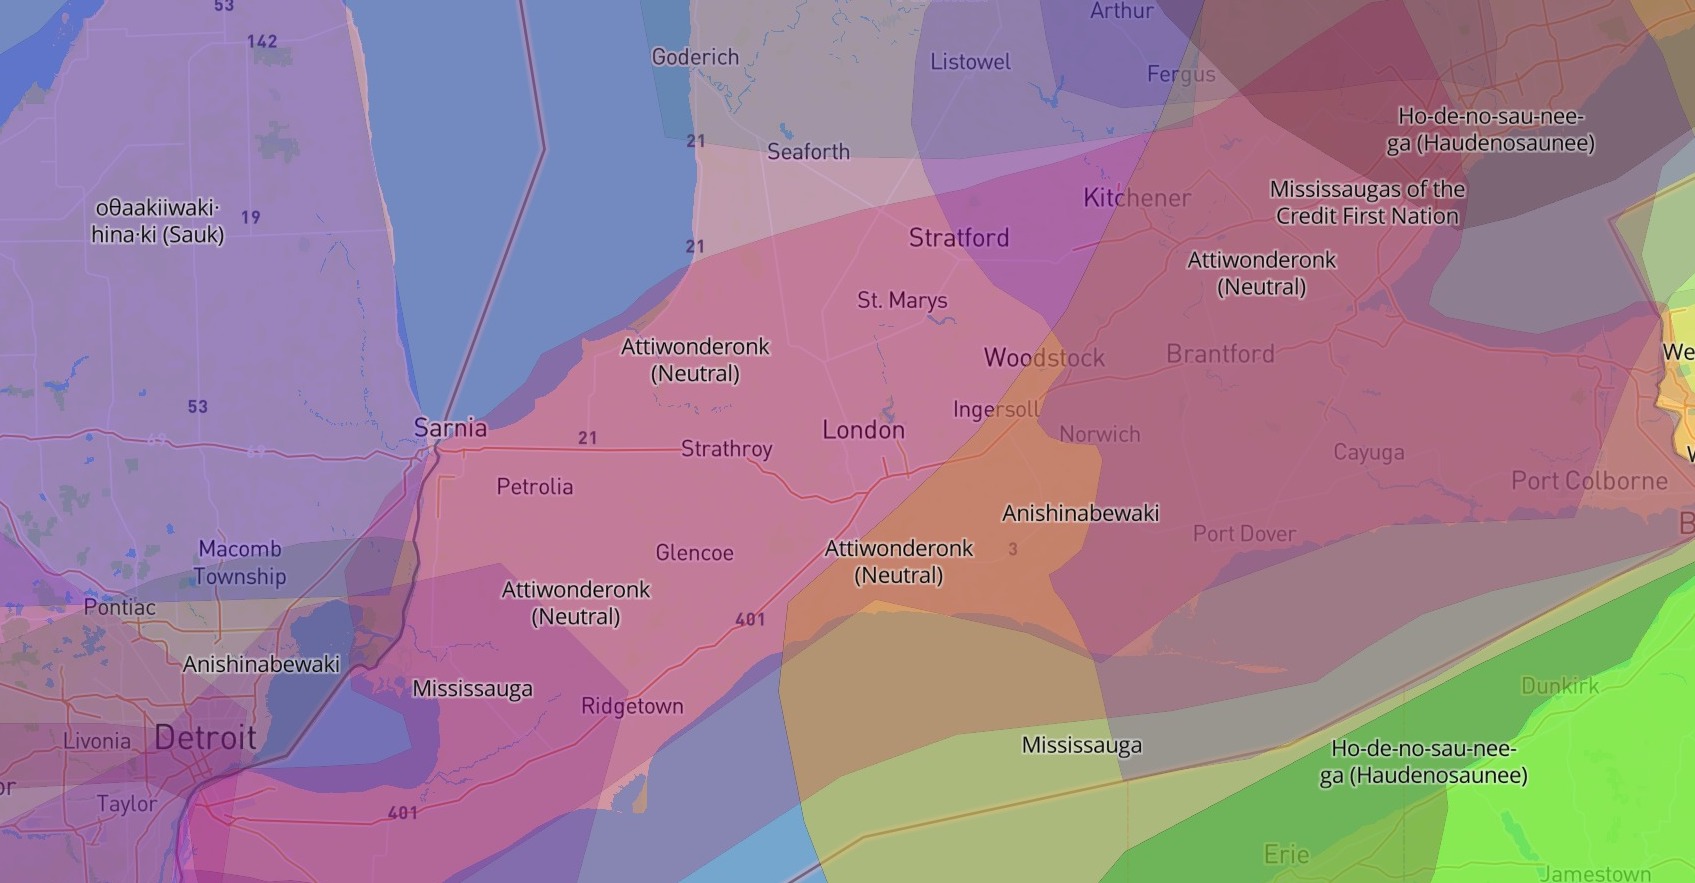 53
Arthur
142
Goderich
Listowel
Fergus
Ho-de-no-sau-nee-
ga (Haudenosaunee)
21
Seaforth
Mississaugas of the
Credit First Nation
Kitchener
oθaakiiwaki·
hina·ki (Sauk)
19
21
Stratford
Attiwonderonk
(Neutral)
St. Marys
Attiwonderonk
(Neutral)
Woodstock
Brantford
We
53
Ingersoll
Sarnia
London
Norwich
69
69
21
Strathroy
Cayuga
Petrolia
Port Colborne
Anishinabewaki
B
Port Dover
Macomb
Township
Glencoe
Attiwonderonk
(Neutral)
3
Attiwonderonk
(Neutral)
Pontiac
401
Anishinabewaki
Mississauga
Dunkirk
Ridgetown
Livonia
Detroit
Mississauga
Ho-de-no-sau-nee-
ga (Haudenosaunee)
or
Taylor
401
Erie
Jamestown